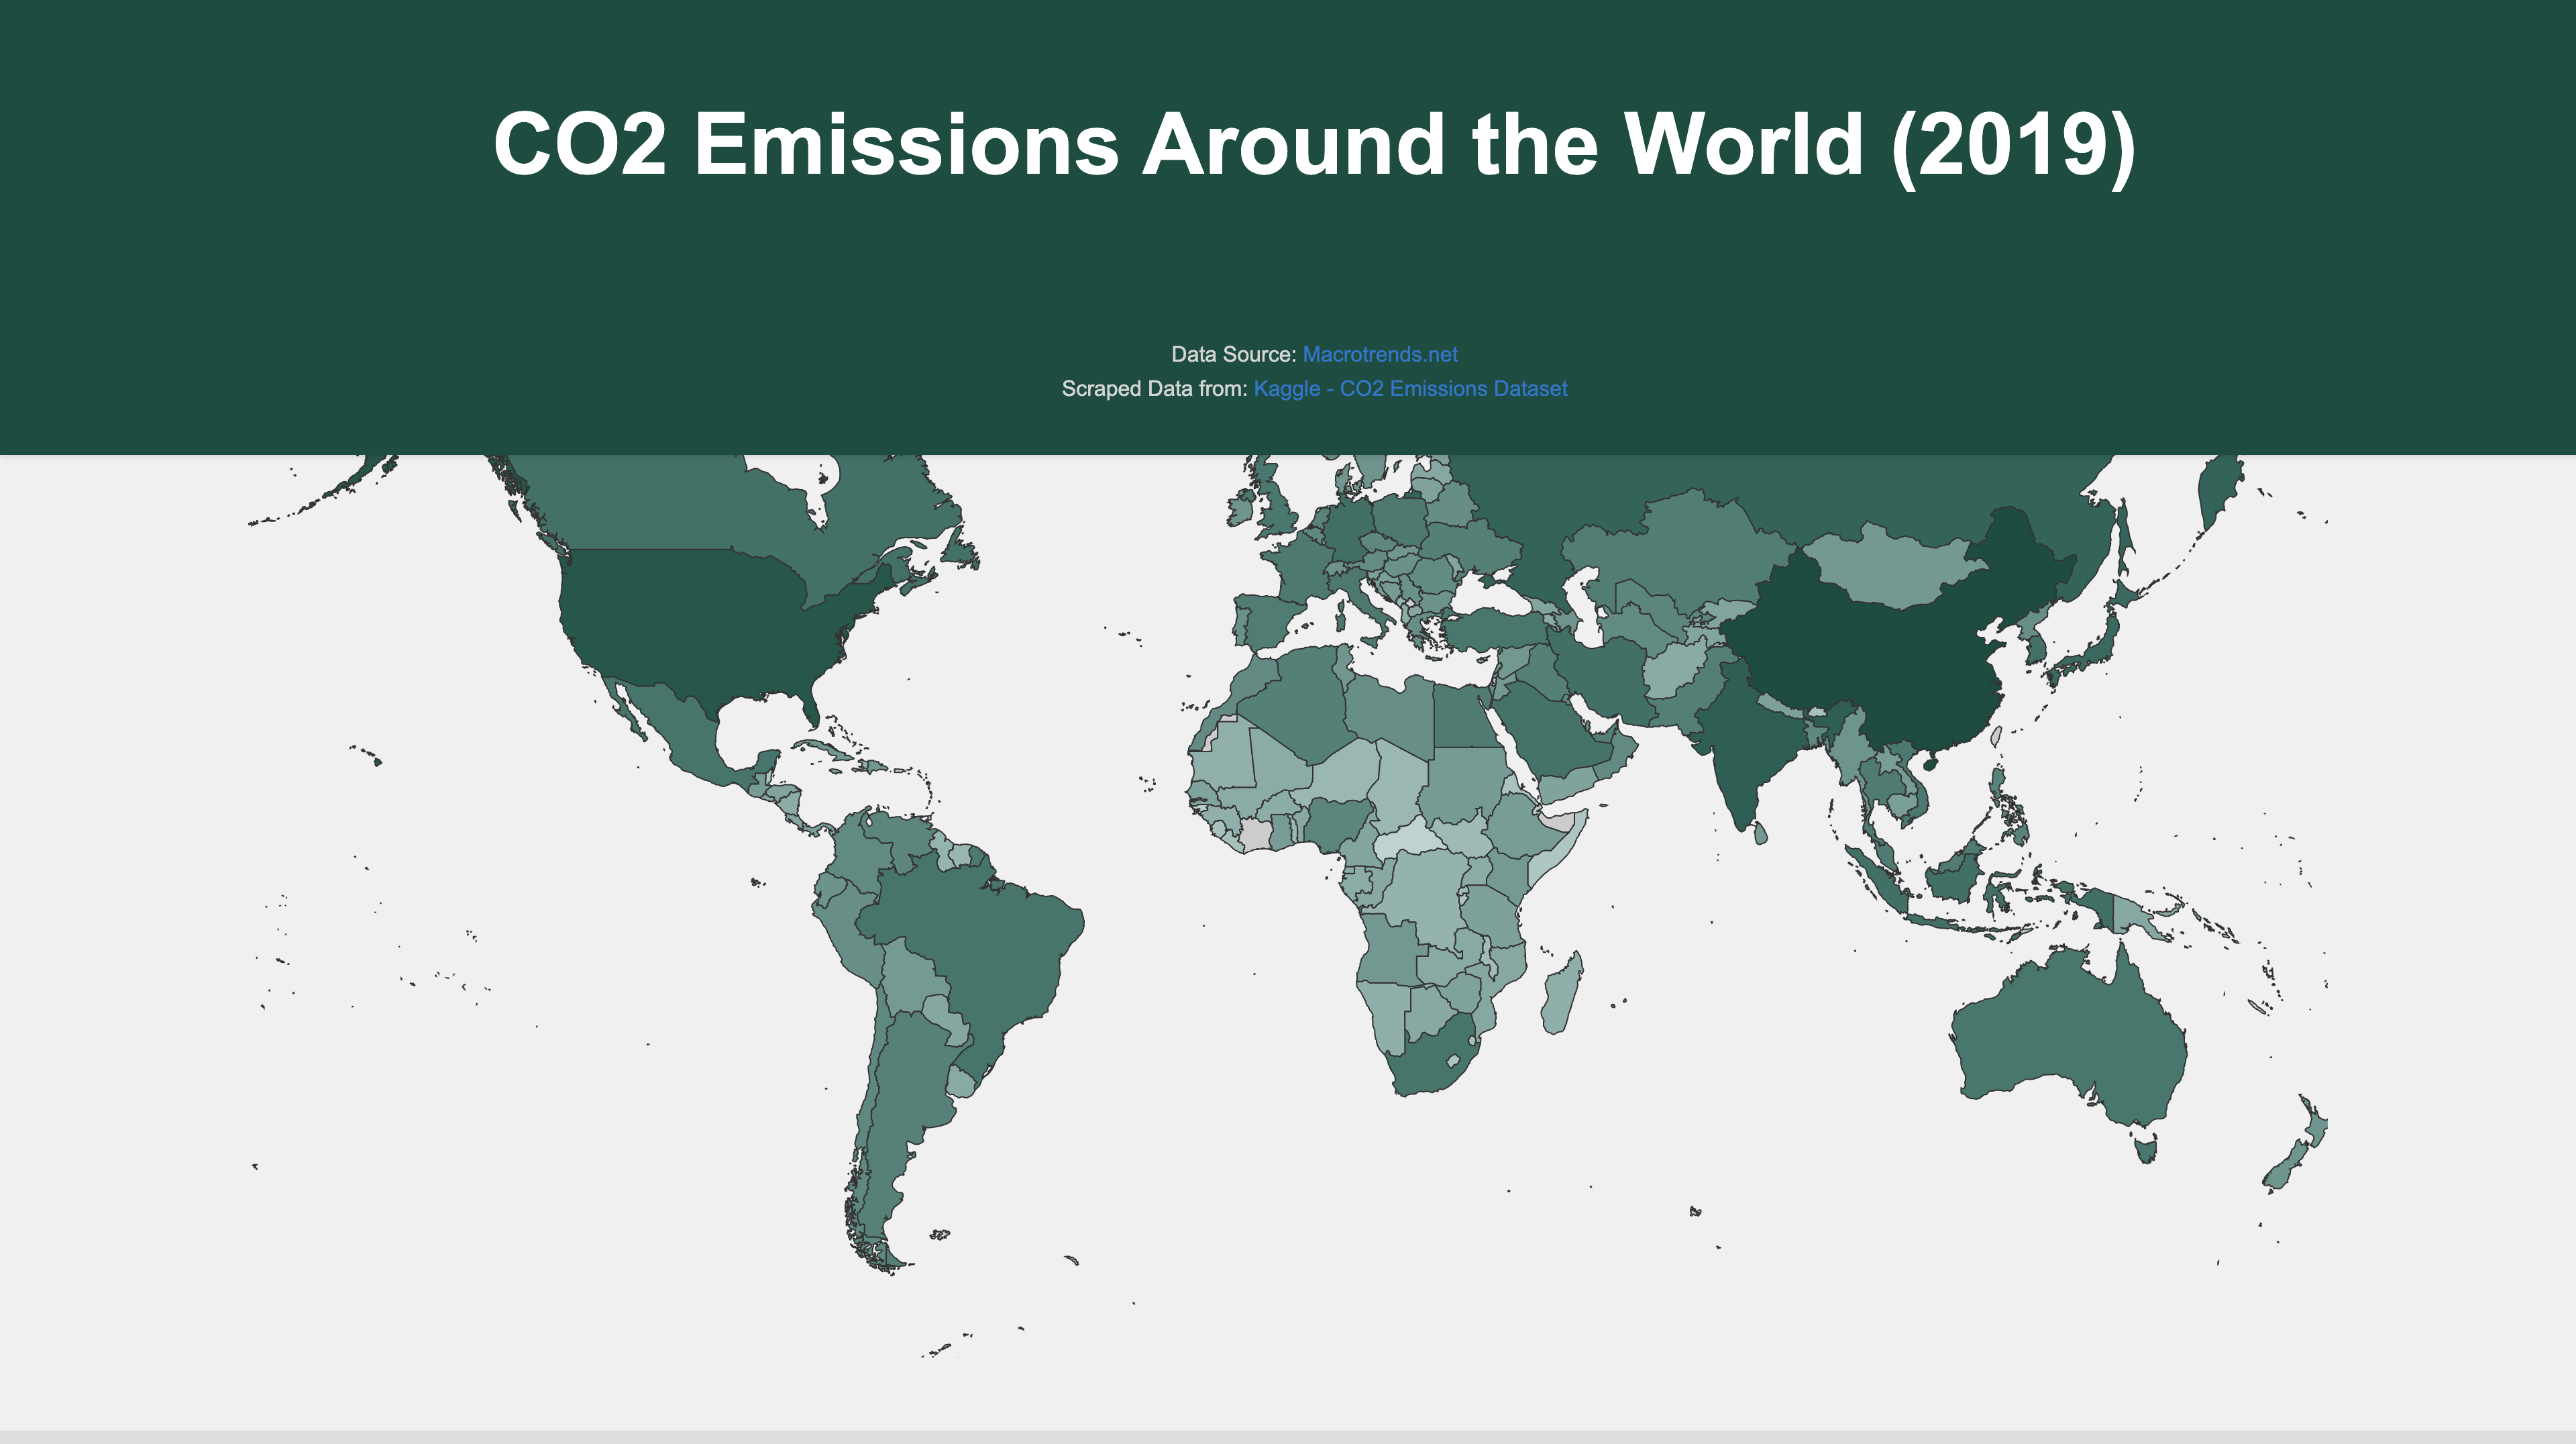 CO2 Emissions Around the World (2019)
Data Source: Macrotrends.net
Scraped Data from: Kaggle - CO2 Emissions Dataset